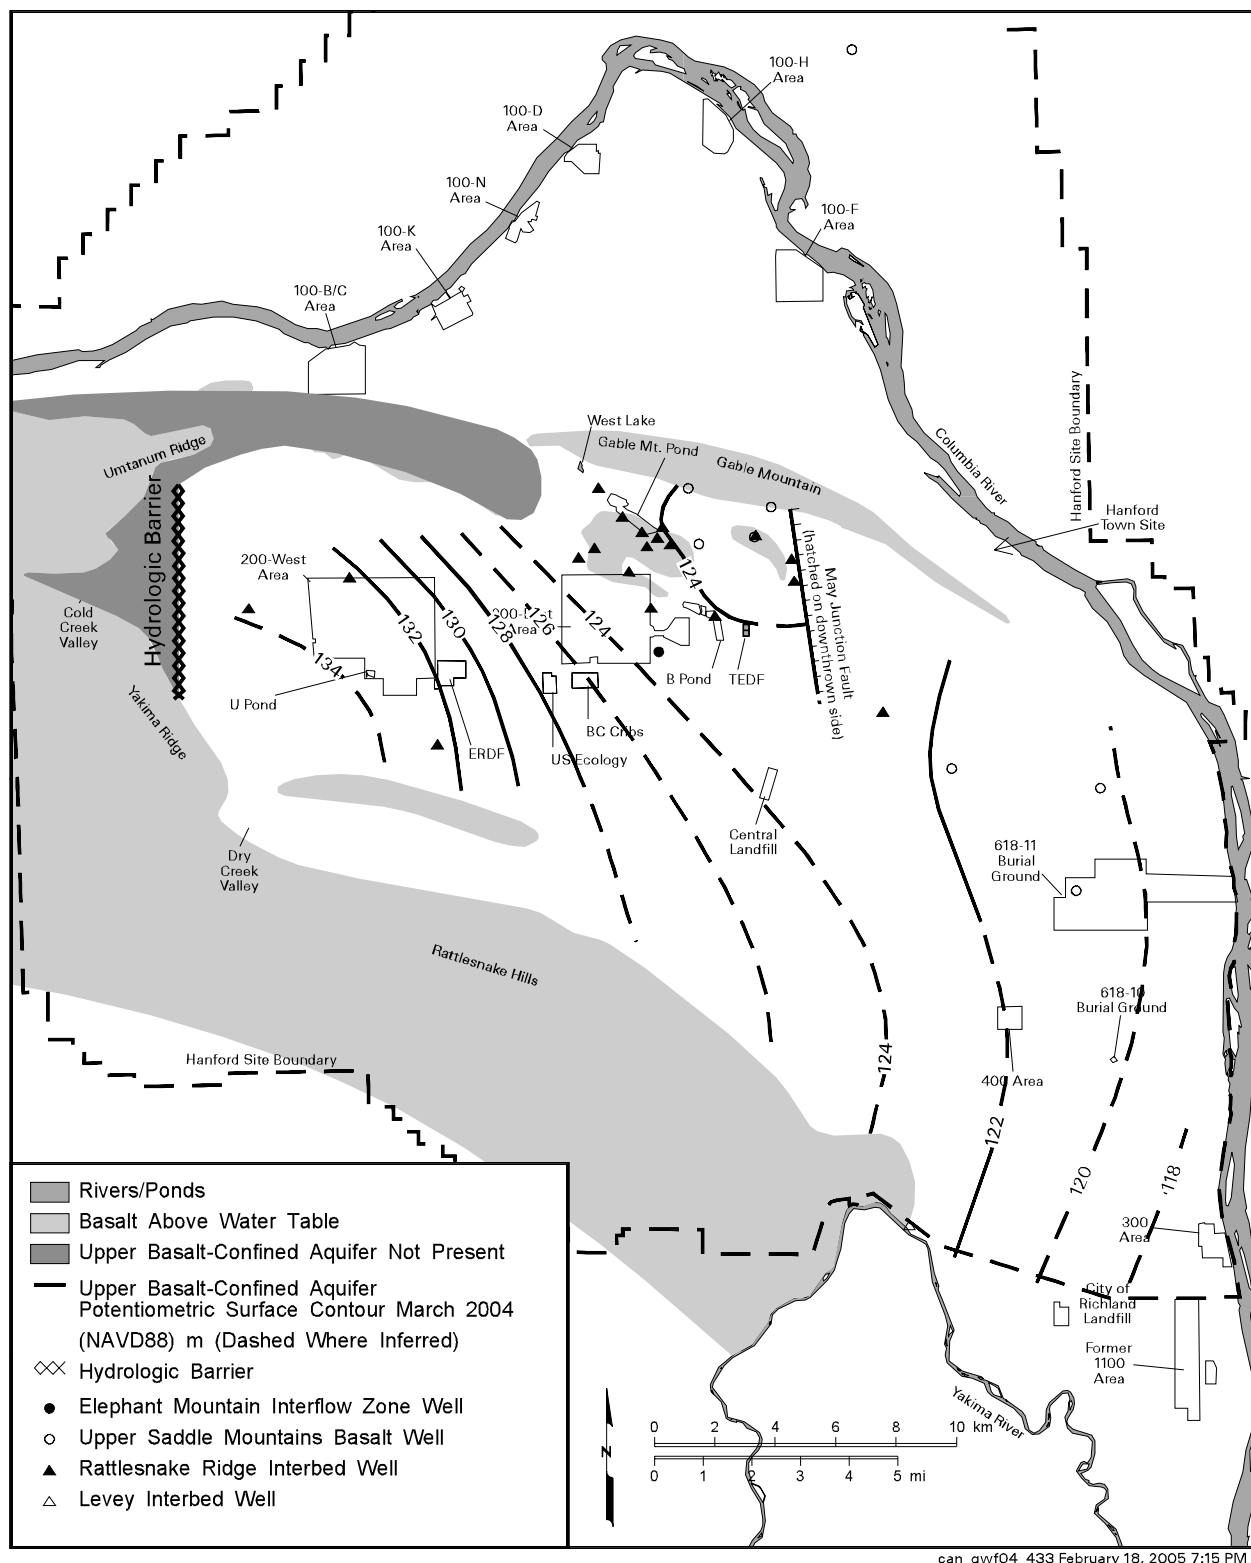 100-H
Area
100-D
Area
100-N
Area
100-F
Area
100-K
Area
100-B/C
Area
Hanford Site Boundary
Columbia River
West Lake
Gable Mt. Pond
Gable Mountain
Umtanum Ridge
Hydrologic Barrier
Hanford
Town Site
200-West
Area
Cold
Creek
Valley
May Junction Fault
(hatched on downthrown side)
124
132
130
128
126
124
134
Area
U Pond
B Pond
TEDF
Yakima Ridge
ERDF
BC Cribs
US Ecology
Central
Landfill
Dry
Creek
Valley
618-11
Burial
Ground
Rattlesnake Hills
618-10
Burial Ground
Hanford Site Boundary
124
400 Area
122
120
118
300
Area
City of
Richland
Landfill
Former
1100
Area
Yakima River
Rivers/Ponds
Basalt Above Water Table
Upper Basalt-Confined Aquifer Not Present
Upper Basalt-Confined Aquifer
Potentiometric Surface Contour March 2004
(NAVD88) m (Dashed Where Inferred)
Hydrologic Barrier
Elephant Mountain Interflow Zone Well
Upper Saddle Mountains Basalt Well
Rattlesnake Ridge Interbed Well
Levey Interbed Well
N
0 2 4 6 8 10 km
0 1 2 3 4 5 mi
can_gwf04_433 February 18, 2005 7:15 PM